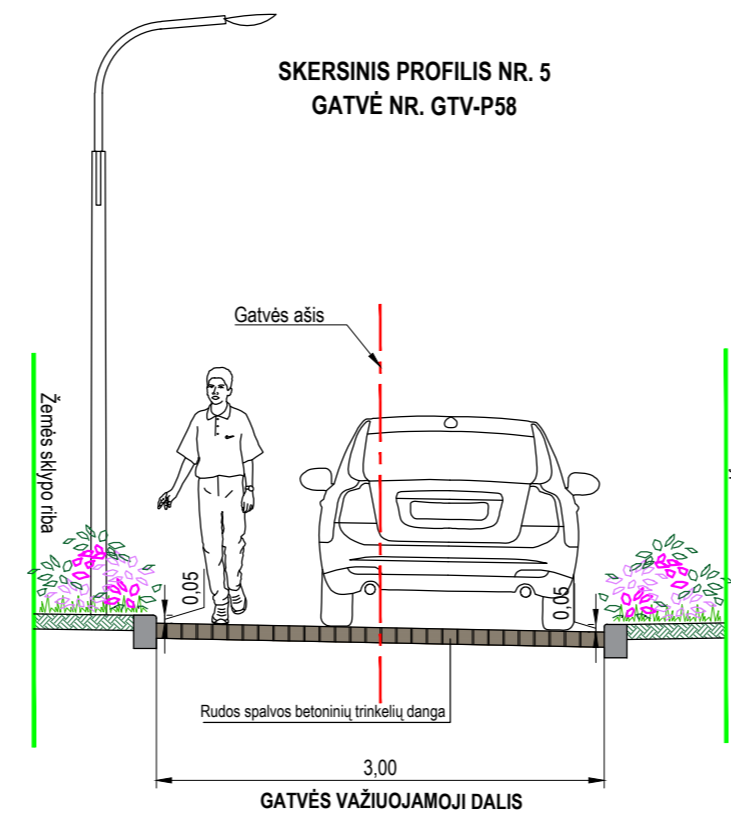 SKERSINIS PROFILIS NR. 5
GATVĖ NR. GTV-P58
Gatvės ašis
Žemės sklypo riba
0,05
0,05
Rudos spalvos betoninių trinkelių danga
3,00
GATVĖS VAŽIUOJAMOJI DALIS